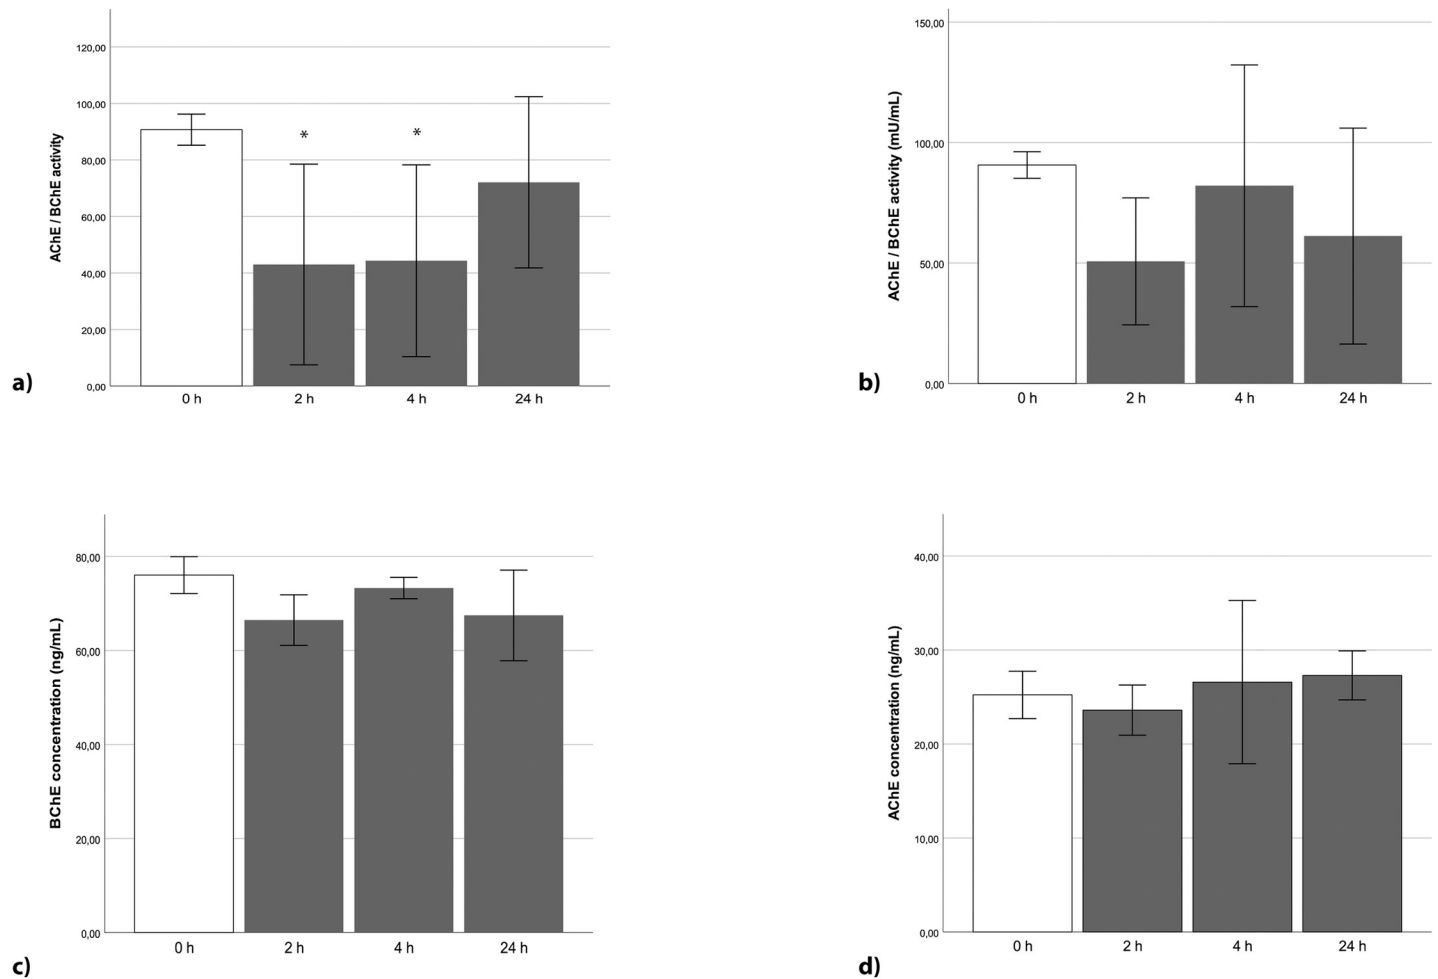 120,00
100,00
80,00
60,00
40,00
20,00
0,00
AChE / BChE activity
*
*
0 h
2 h
4 h
24 h
a)
150,00
100,00
50,00
0,00
AChE / BChE activity (mU/mL)
0 h
2 h
4 h
24 h
b)
80,00
60,00
40,00
20,00
0,00
BChE concentration (ng/mL)
0 h
2 h
4 h
24 h
c)
40,00
30,00
20,00
10,00
0,00
AChE concentration (ng/mL)
0 h
2 h
4 h
24 h
d)